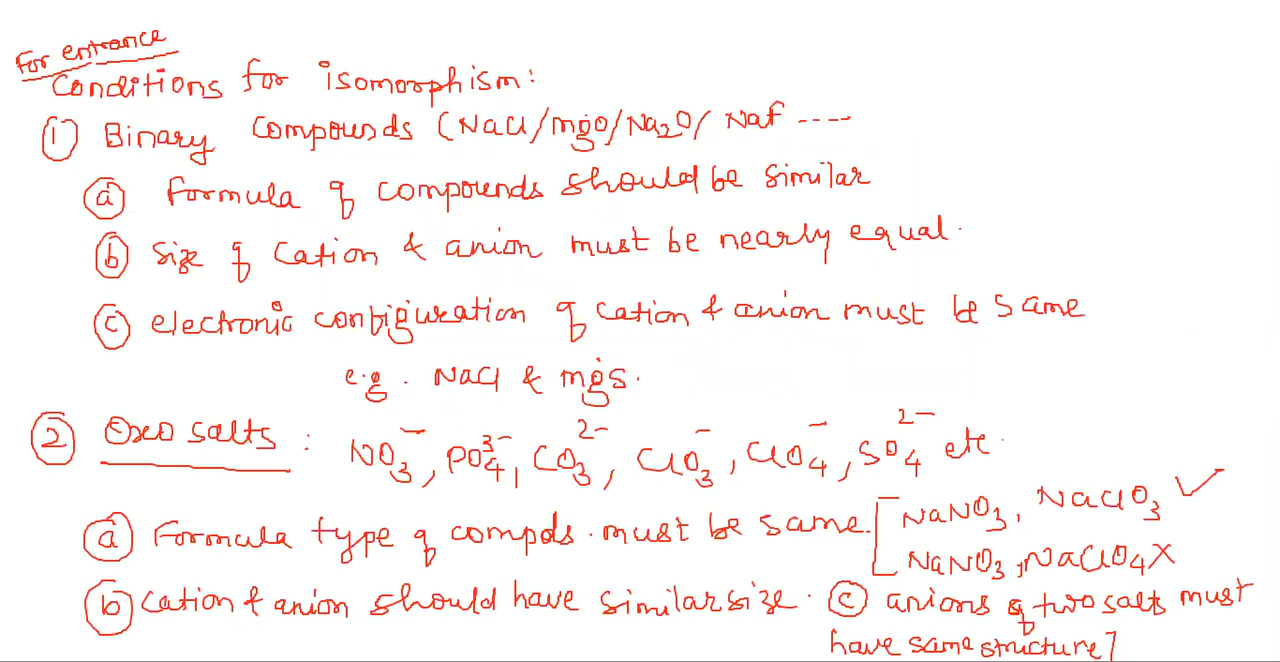 For entrance
Conditions for isomorphism:
① Binary compounds (NaCl/MgO/Na₂O/ NaF ----
ⓐ Formula of compounds should be similar
ⓑ Size of cation & anion must be nearly equal.
ⓒ electronic configuration of cation & anion must be same
e.g. NaCl & MgS.
② Oxo salts : NO₃⁻, PO₄³⁻, CO₃²⁻, ClO₃⁻, ClO₄⁻, SO₄²⁻ etc.
ⓐ Formula type of compds. must be same. [NaNO₃, NaClO₃ ✓
NaNO₃, NaClO₄ X
ⓑ Cation & anion should have similar size. ⓒ anions of two salts must
have same structure]